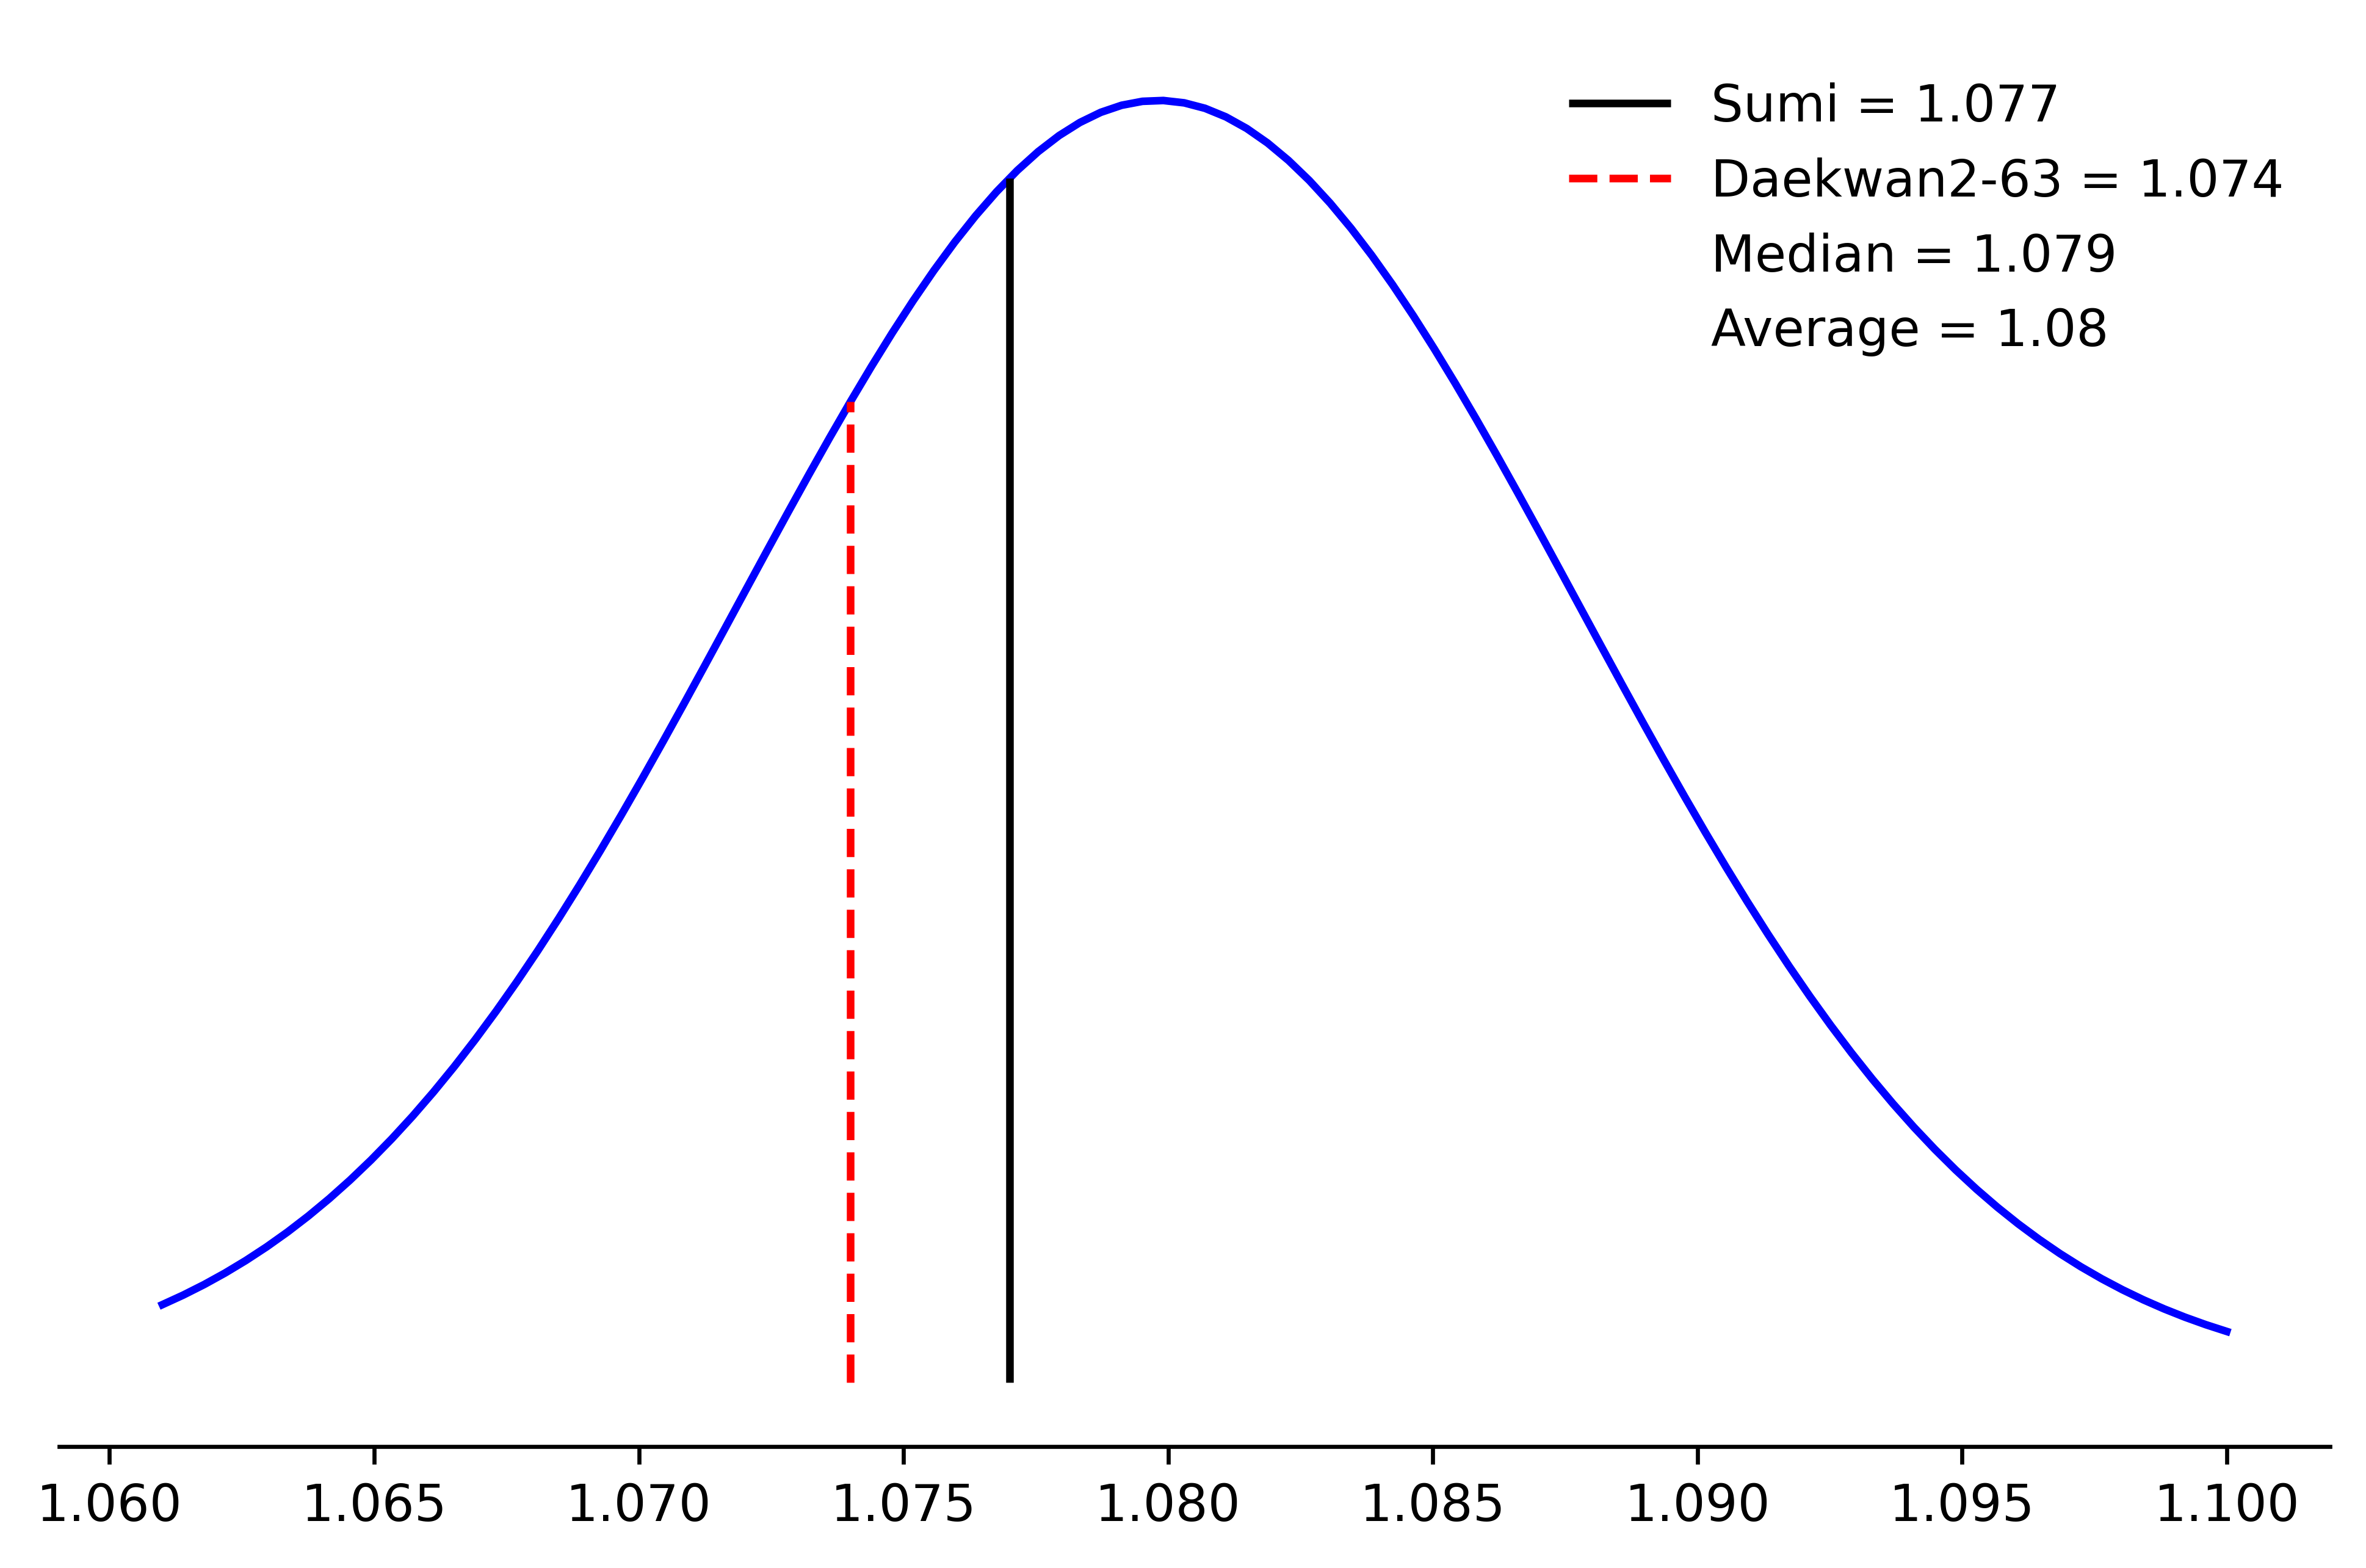 Sumi = 1.077
Daekwan2-63 = 1.074
Median = 1.079
Average = 1.08
1.060 1.065 1.070 1.075 1.080 1.085 1.090 1.095 1.100